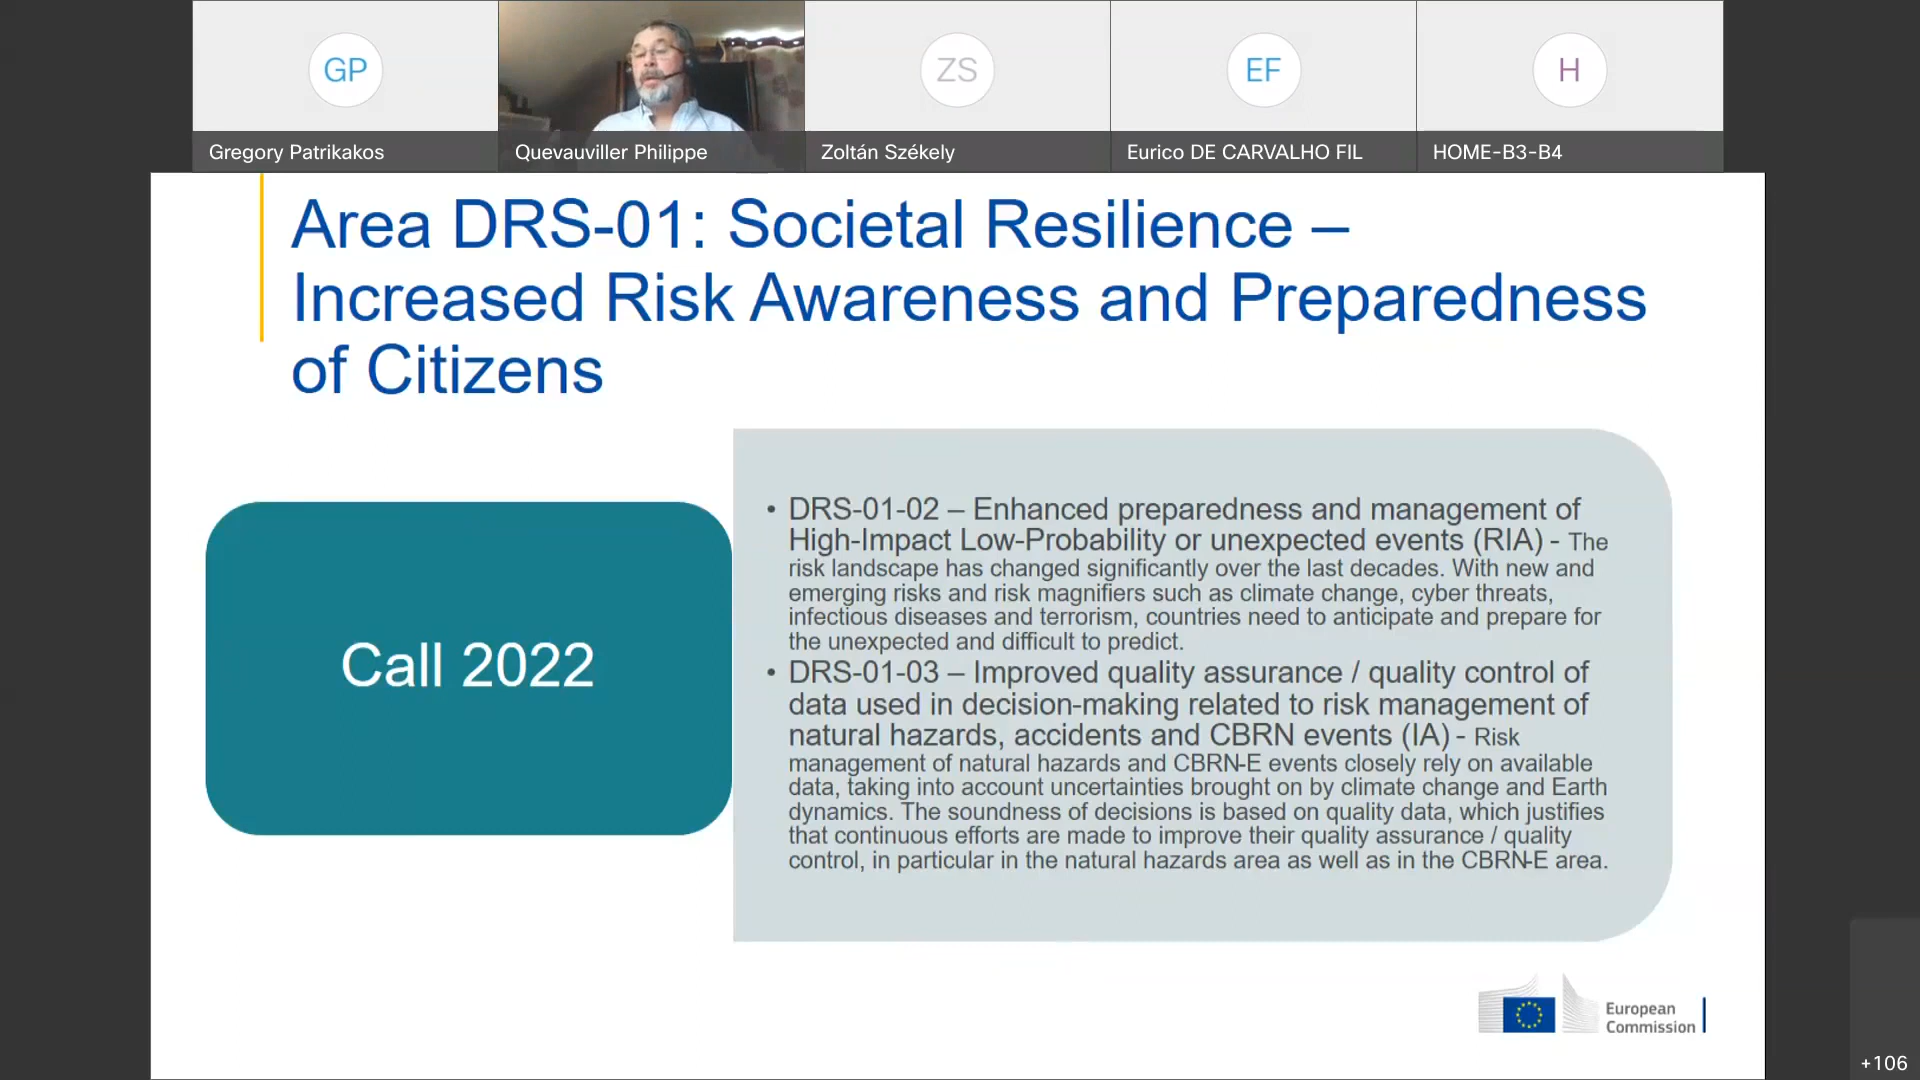 GP
ZS
EF
H
Gregory Patrikakos
Quevauviller Philippe
Zoltán Székely
Eurico DE CARVALHO FIL
HOME-B3-B4
Area DRS-01: Societal Resilience –
Increased Risk Awareness and Preparedness
of Citizens
Call 2022
• DRS-01-02 – Enhanced preparedness and management of
High-Impact Low-Probability or unexpected events (RIA) - The
risk landscape has changed significantly over the last decades. With new and
emerging risks and risk magnifiers such as climate change, cyber threats,
infectious diseases and terrorism, countries need to anticipate and prepare for
the unexpected and difficult to predict.
• DRS-01-03 – Improved quality assurance / quality control of
data used in decision-making related to risk management of
natural hazards, accidents and CBRN events (IA) - Risk
management of natural hazards and CBRN-E events closely rely on available
data, taking into account uncertainties brought on by climate change and Earth
dynamics. The soundness of decisions is based on quality data, which justifies
that continuous efforts are made to improve their quality assurance / quality
control, in particular in the natural hazards area as well as in the CBRN-E area.
European
Commission
+106